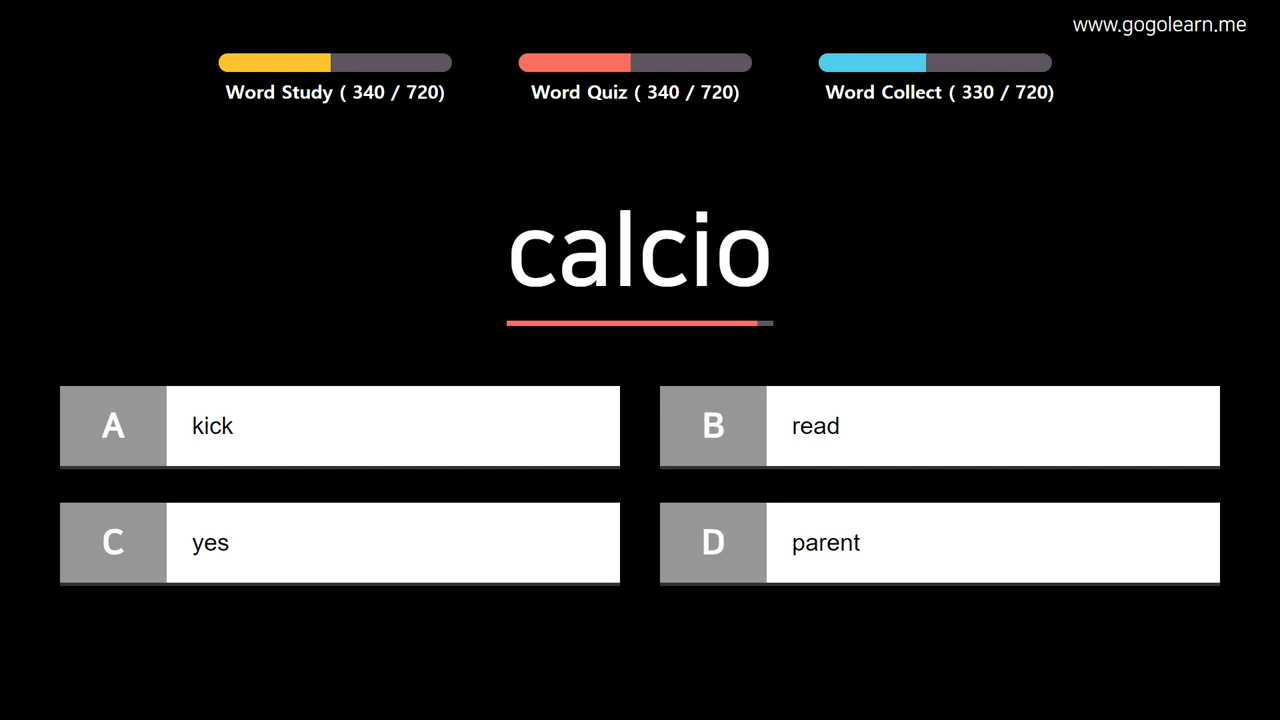 www.gogolearn.me
Word Study ( 340 / 720)
Word Quiz ( 340 / 720)
Word Collect ( 330 / 720)
calcio
A kick
B read
C yes
D parent